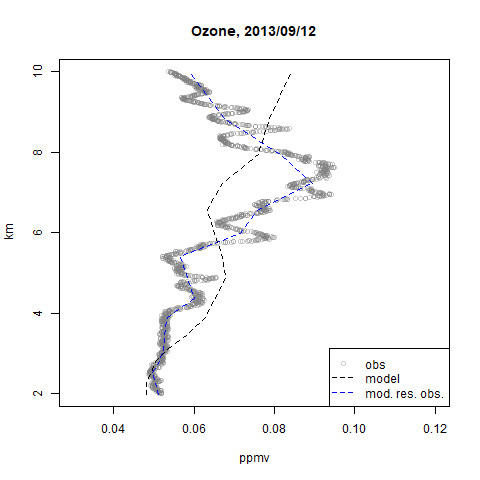 Ozone, 2013/09/12
10
8
6
4
2
km
obs
model
mod. res. obs.
0.04 0.06 0.08 0.10 0.12
ppmv